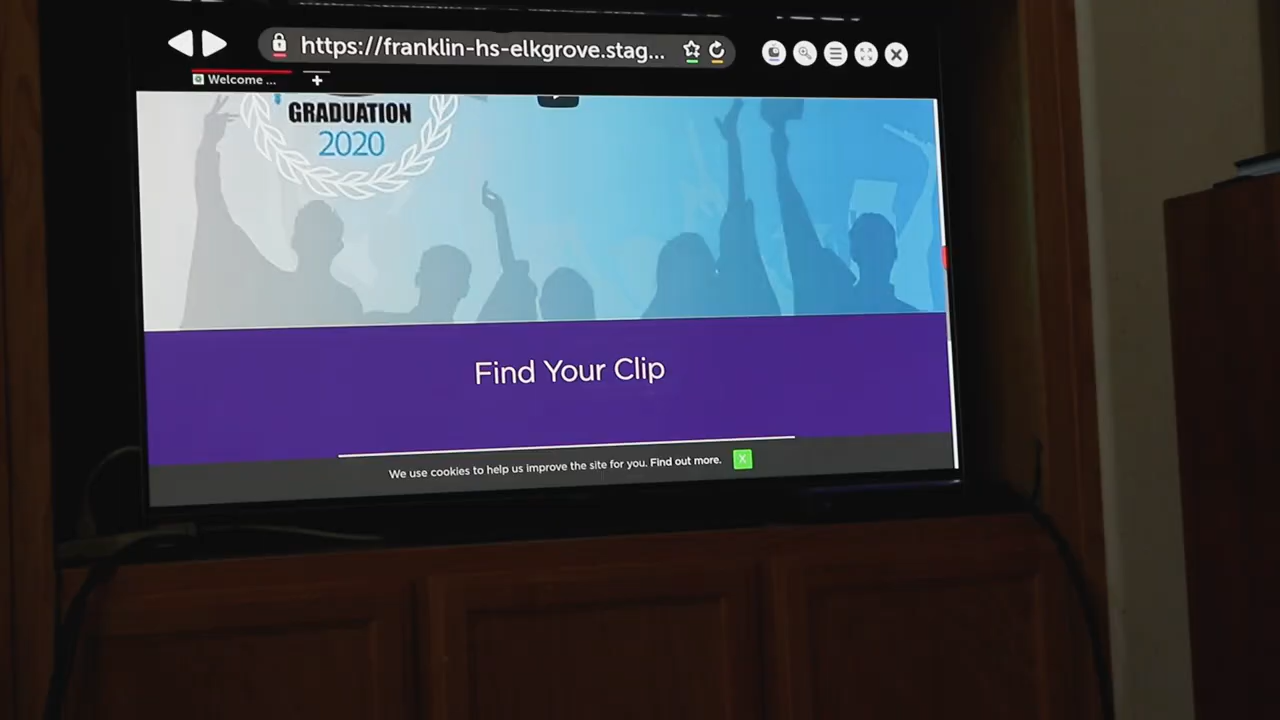 https://franklin-hs-elkgrove.stag...
Welcome ...
GRADUATION
2020
Find Your Clip
We use cookies to help us improve the site for you. Find out more. X